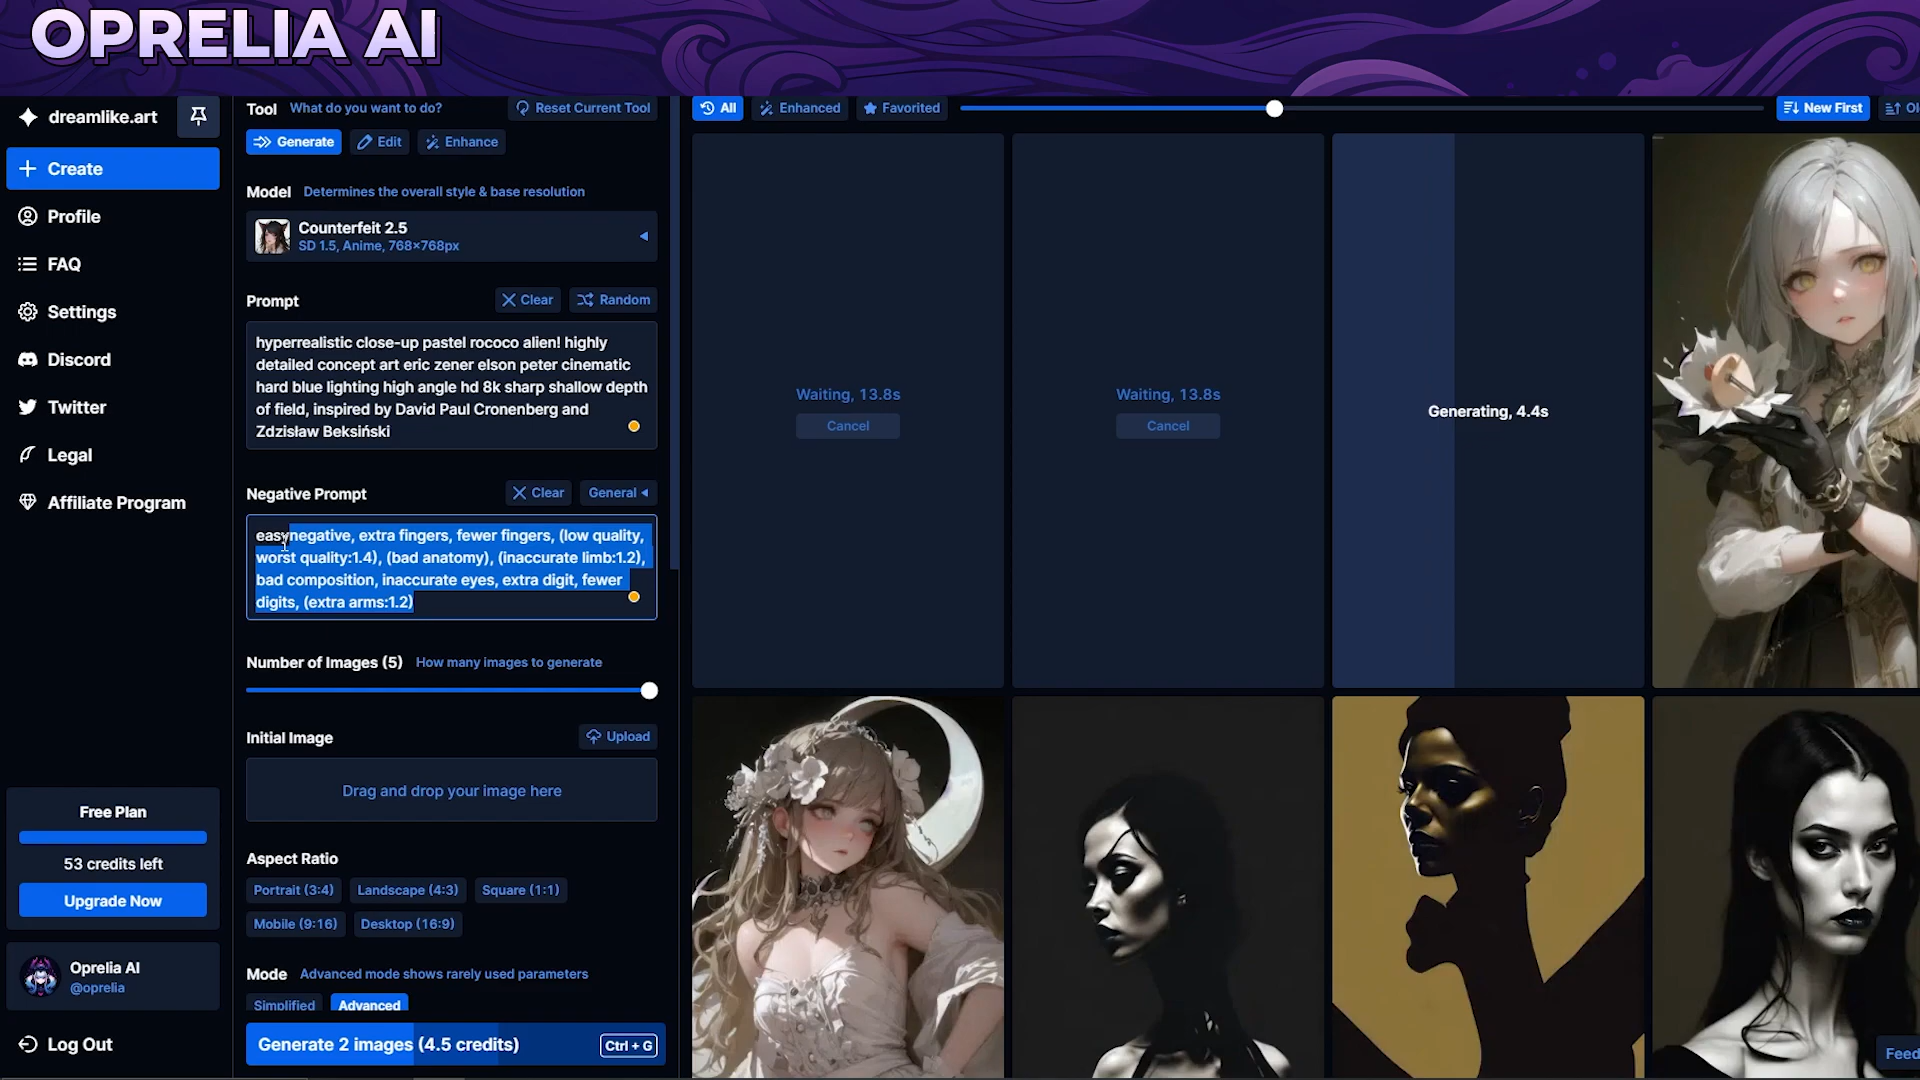 OPRELIA AI
dreamlike.art
Create
Profile
FAQ
Settings
Discord
Twitter
Legal
Affiliate Program
Free Plan
53 credits left
Upgrade Now
Oprelia AI
@oprelia
Log Out
Tool What do you want to do? Reset Current Tool
Generate Edit Enhance
Model Determines the overall style & base resolution
Counterfeit 2.5
SD 1.5, Anime, 768×768px
Prompt Clear Random
hyperrealistic close-up pastel rococo alien! highly
detailed concept art eric zener elson peter cinematic
hard blue lighting high angle hd 8k sharp shallow depth
of field, inspired by David Paul Cronenberg and
Zdzisław Beksiński
Negative Prompt Clear General
easynegative, extra fingers, fewer fingers, (low quality,
worst quality:1.4), (bad anatomy), (inaccurate limb:1.2),
bad composition, inaccurate eyes, extra digit, fewer
digits, (extra arms:1.2)
Number of Images (5) How many images to generate
Initial Image Upload
Drag and drop your image here
Aspect Ratio
Portrait (3:4) Landscape (4:3) Square (1:1)
Mobile (9:16) Desktop (16:9)
Mode Advanced mode shows rarely used parameters
Simplified Advanced
Generate 2 images (4.5 credits) Ctrl + G
All Enhanced Favorited New First
Waiting, 13.8s
Cancel
Waiting, 13.8s
Cancel
Generating, 4.4s